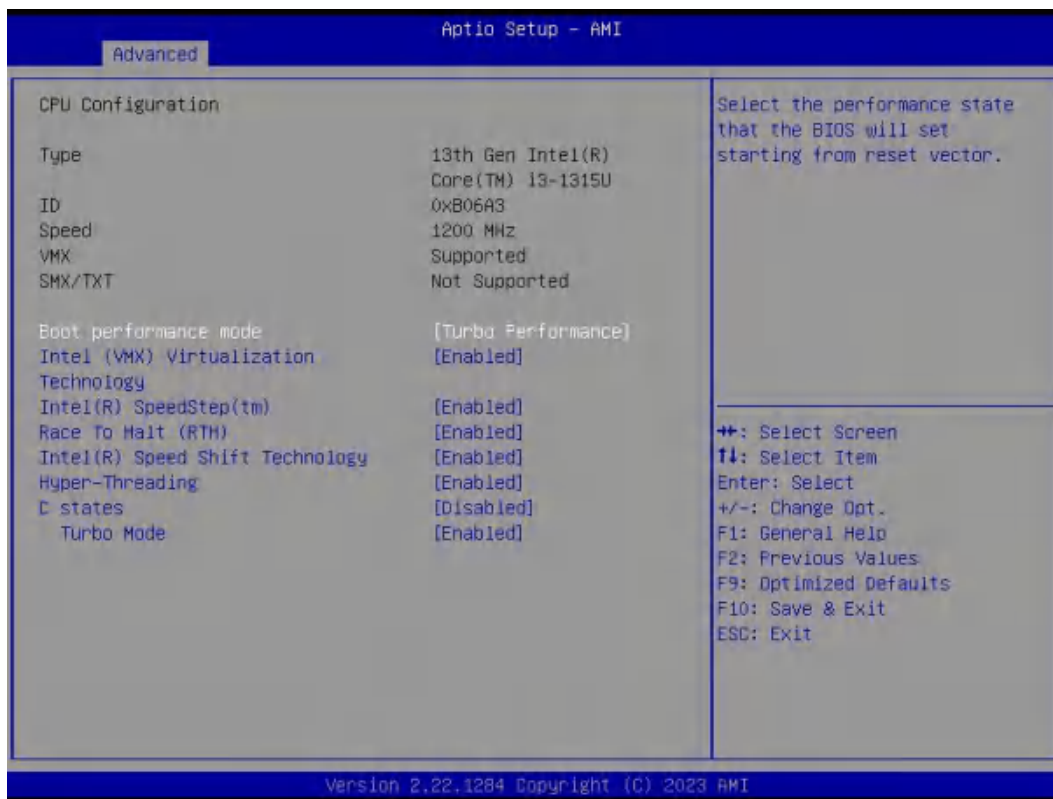 Aptio Setup - AMI
Advanced
CPU Configuration
Type 13th Gen Intel(R)
Core(TM) i3-1315U
ID 0xB06A3
Speed 1200 MHz
VMX Supported
SMX/TXT Not Supported
Boot performance mode [Turbo Performance]
Intel (VMX) Virtualization [Enabled]
Technology
Intel(R) SpeedStep(tm) [Enabled]
Race To Halt (RTH) [Enabled]
Intel(R) Speed Shift Technology [Enabled]
Hyper-Threading [Enabled]
C states [Disabled]
Turbo Mode [Enabled]
Select the performance state
that the BIOS will set
starting from reset vector.
→←: Select Screen
↑↓: Select Item
Enter: Select
+/-: Change Opt.
F1: General Help
F2: Previous Values
F9: Optimized Defaults
F10: Save & Exit
ESC: Exit
Version 2.22.1284 Copyright (C) 2023 AMI